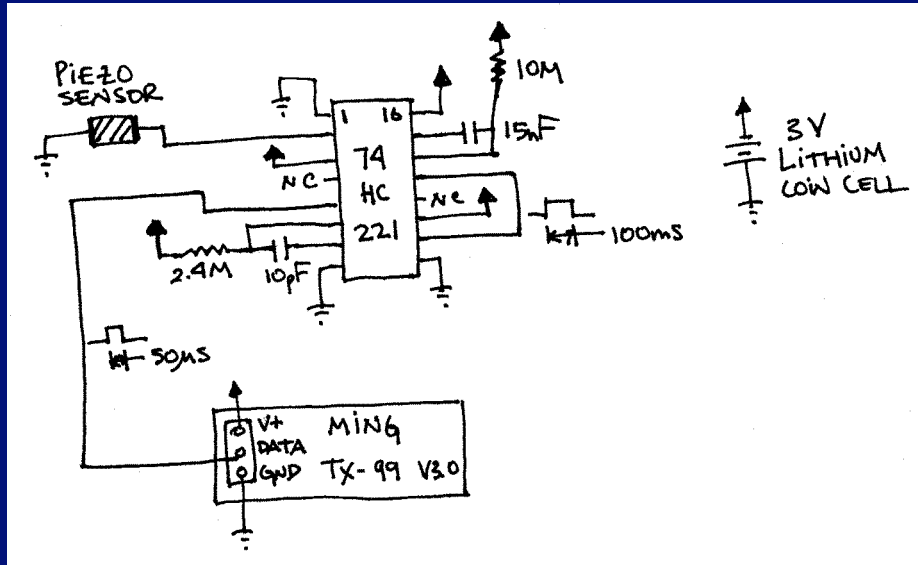 PiEZO
SENSOR
10M
1 16
15nF
74
HC
221
NC
NC
2.4M
10pF
100mS
50µS
3V
LiTHiUM
COiN CELL
V+
DATA
GND
MiNG
TX-99 V3.0